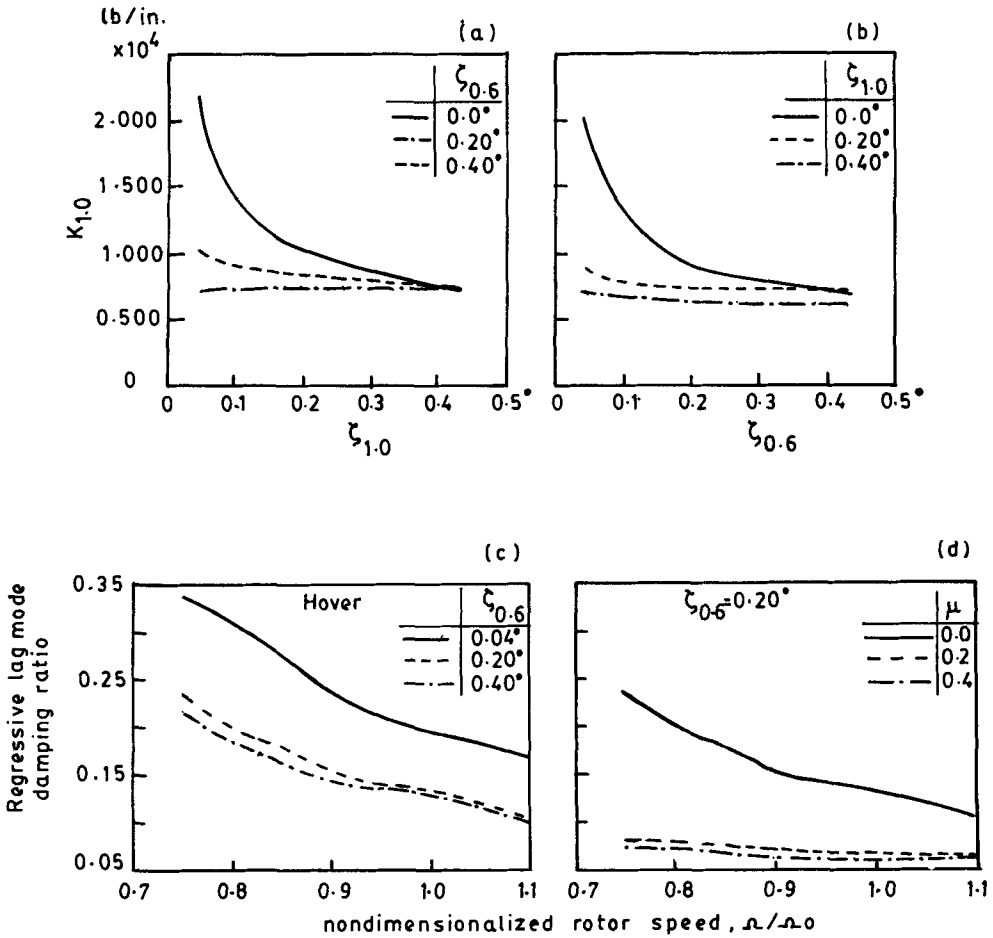 lb/in.
×10⁴
(a)
ζ0.6
0.0°
0.20°
0.40°
2.000
1.500
1.000
0.500
0
K1.0
0 0.1 0.2 0.3 0.4 0.5°
ζ1.0
(b)
ζ1.0
0.0°
0.20°
0.40°
0 0.1 0.2 0.3 0.4 0.5°
ζ0.6
(c)
Hover
ζ0.6
0.04°
0.20°
0.40°
0.35
0.25
0.15
0.05
Regressive lag mode
damping ratio
0.7 0.8 0.9 1.0 1.1
(d)
ζ0.6=0.20°
μ
0.0
0.2
0.4
0.7 0.8 0.9 1.0 1.1
nondimensionalized rotor speed, Ω/Ωo